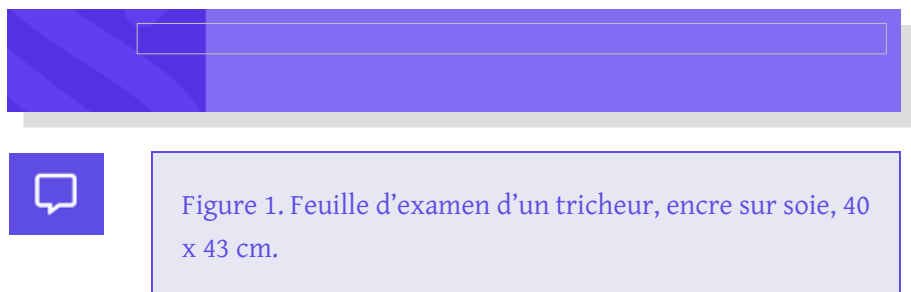 Figure 1. Feuille d’examen d’un tricheur, encre sur soie, 40
x 43 cm.